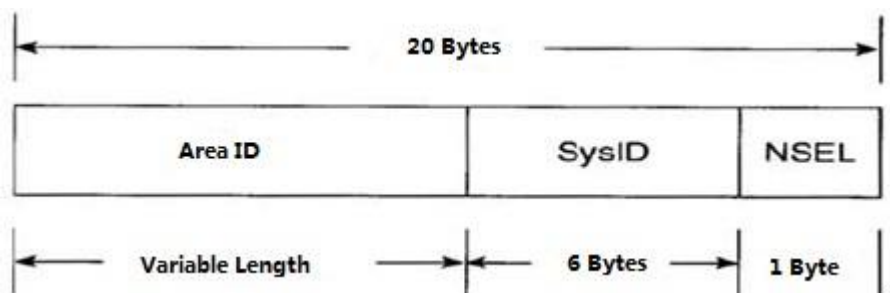 20 Bytes
Area ID SysID NSEL
Variable Length 6 Bytes 1 Byte